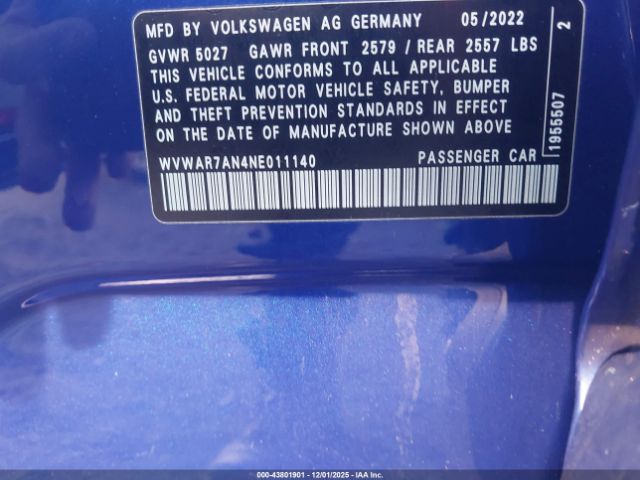 MFD BY VOLKSWAGEN AG GERMANY 05/2022
GVWR 5027 GAWR FRONT 2579 / REAR 2557 LBS
THIS VEHICLE CONFORMS TO ALL APPLICABLE
U.S. FEDERAL MOTOR VEHICLE SAFETY, BUMPER
AND THEFT PREVENTION STANDARDS IN EFFECT
ON THE DATE OF MANUFACTURE SHOWN ABOVE
WVWAR7AN4NE011140 PASSENGER CAR
1955507 2
000-43801901 - 12/01/2025 - IAAI.COM